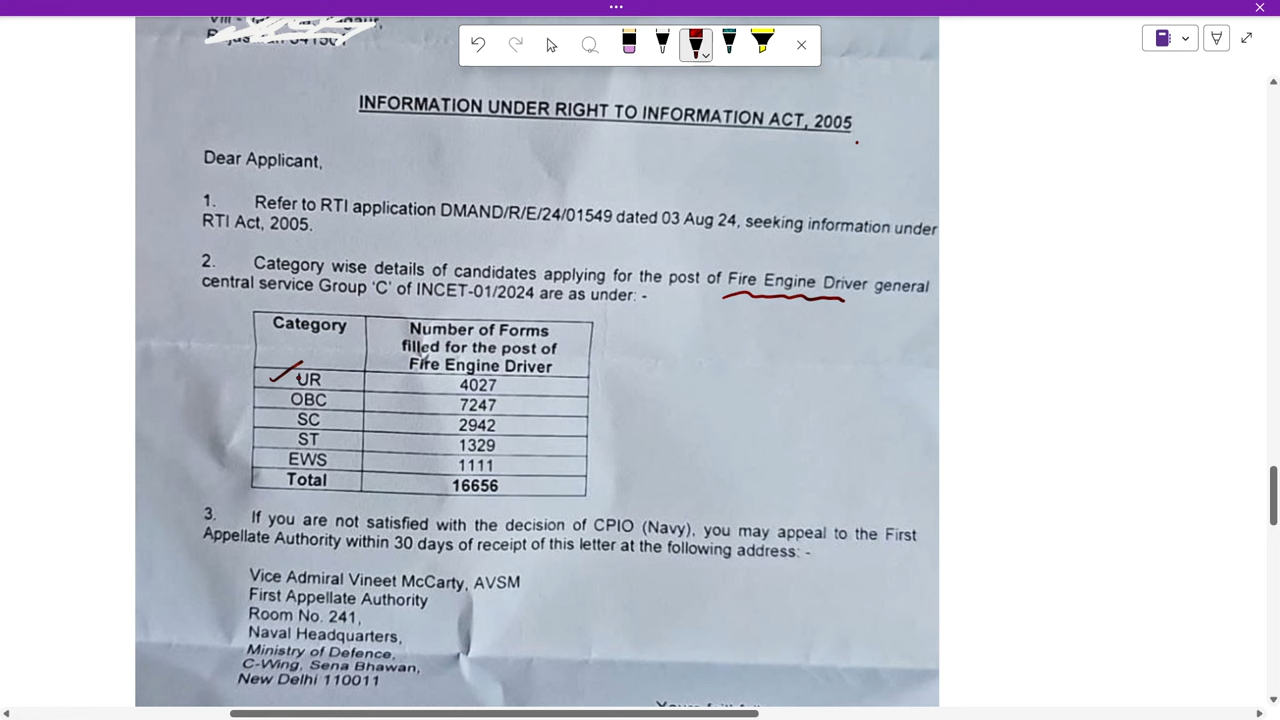 INFORMATION UNDER RIGHT TO INFORMATION ACT, 2005
Dear Applicant,
1. Refer to RTI application DMAND/R/E/24/01549 dated 03 Aug 24, seeking information under
RTI Act, 2005.
2. Category wise details of candidates applying for the post of Fire Engine Driver general
central service Group 'C' of INCET-01/2024 are as under: -
Category Number of Forms
filled for the post of
Fire Engine Driver
UR 4027
OBC 7247
SC 2942
ST 1329
EWS 1111
Total 16656
3. If you are not satisfied with the decision of CPIO (Navy), you may appeal to the First
Appellate Authority within 30 days of receipt of this letter at the following address: -
Vice Admiral Vineet McCarty, AVSM
First Appellate Authority
Room No. 241,
Naval Headquarters,
Ministry of Defence,
C-Wing, Sena Bhawan,
New Delhi 110011